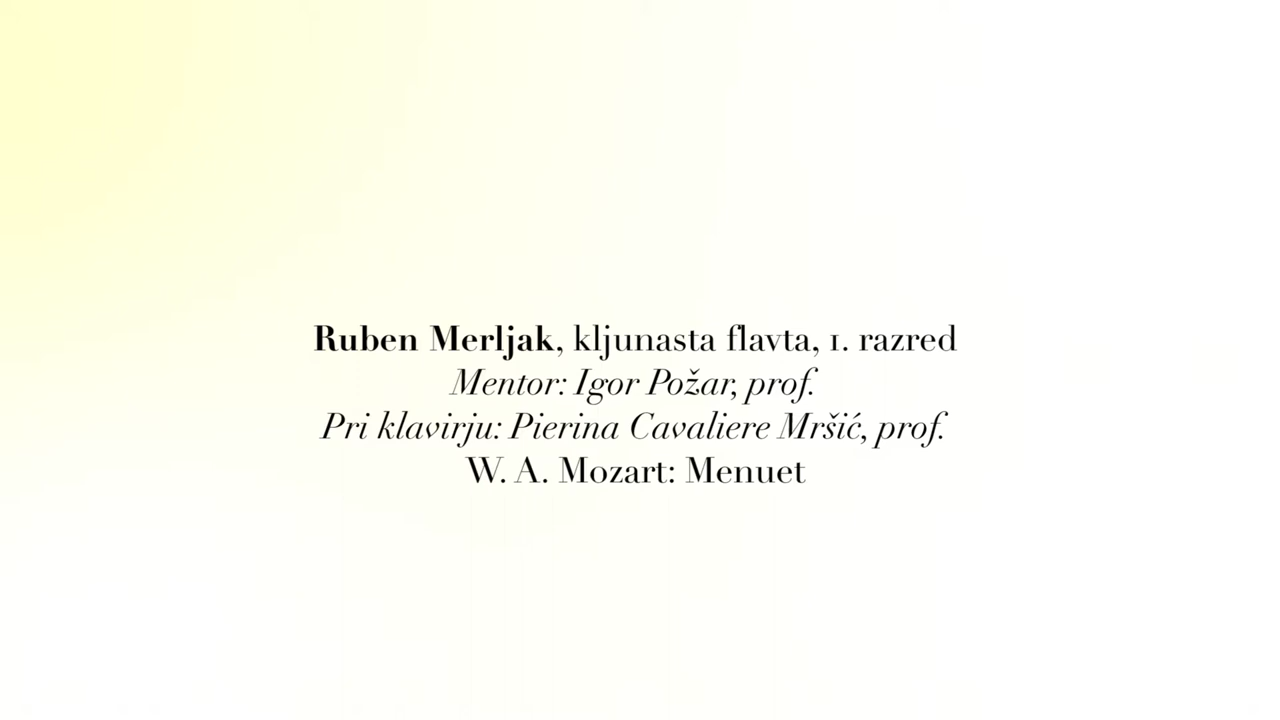 Ruben Merljak, kljunasta flavta, 1. razred
Mentor: Igor Požar, prof.
Pri klavirju: Pierina Cavaliere Mršić, prof.
W. A. Mozart: Menuet